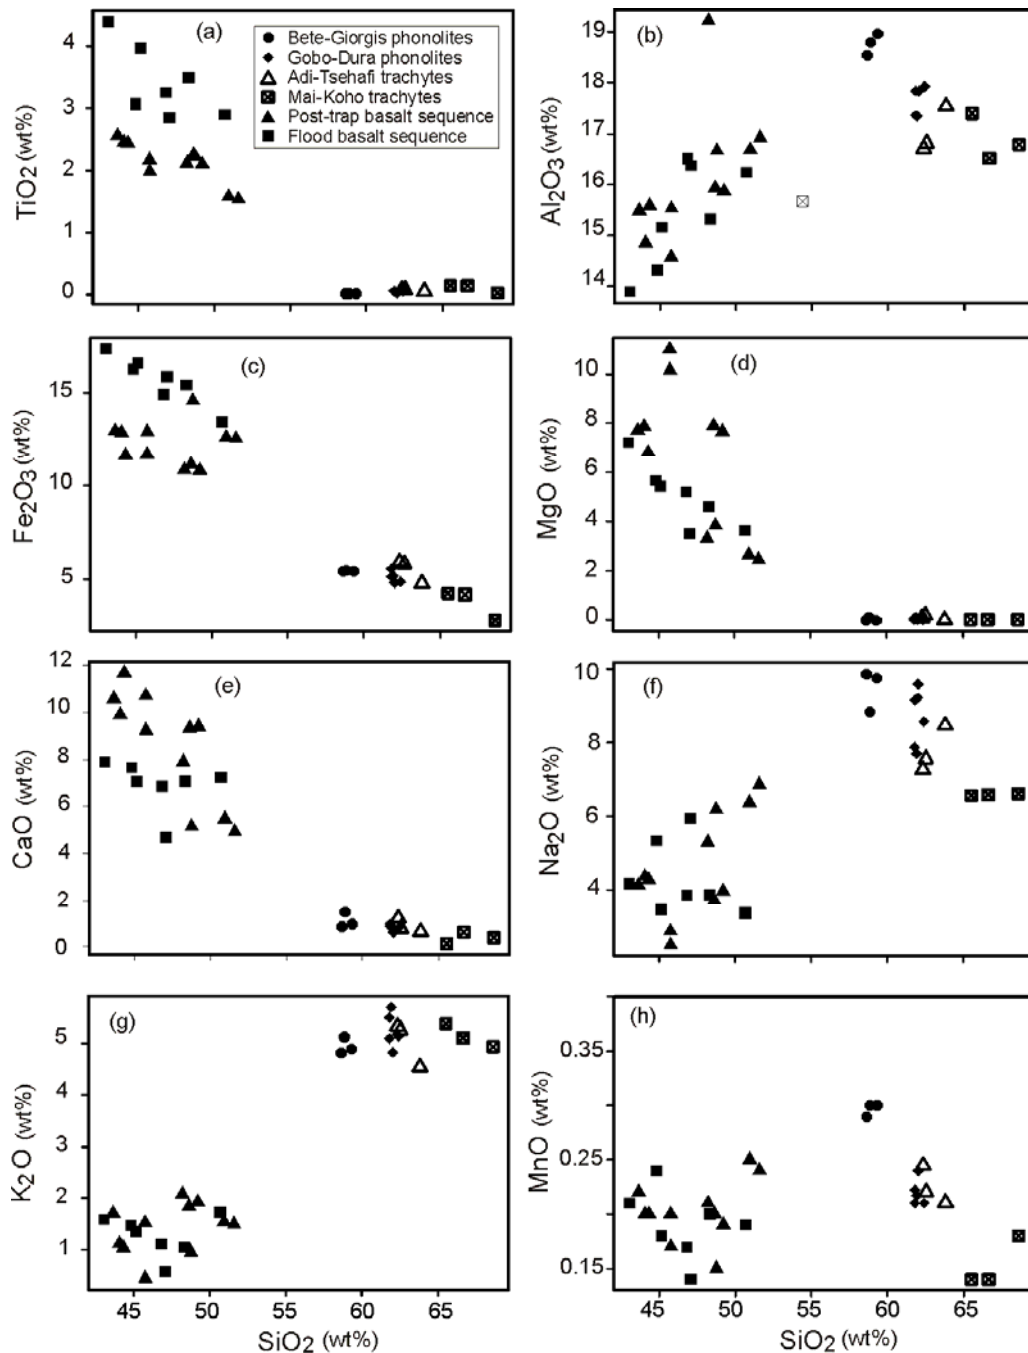 (a)
Bete-Giorgis phonolites
Gobo-Dura phonolites
Adi-Tsehafi trachytes
Mai-Koho trachytes
Post-trap basalt sequence
Flood basalt sequence
4
3
2
1
0
TiO2 (wt%)
(b)
19
18
17
16
15
14
Al2O3 (wt%)
(c)
15
10
5
Fe2O3 (wt%)
(d)
10
8
6
4
2
0
MgO (wt%)
(e)
12
10
8
6
4
2
0
CaO (wt%)
(f)
10
8
6
4
Na2O (wt%)
(g)
5
4
3
2
1
K2O (wt%)
45 50 55 60 65
SiO2 (wt%)
(h)
0.35
0.25
0.15
MnO (wt%)
45 50 55 60 65
SiO2 (wt%)